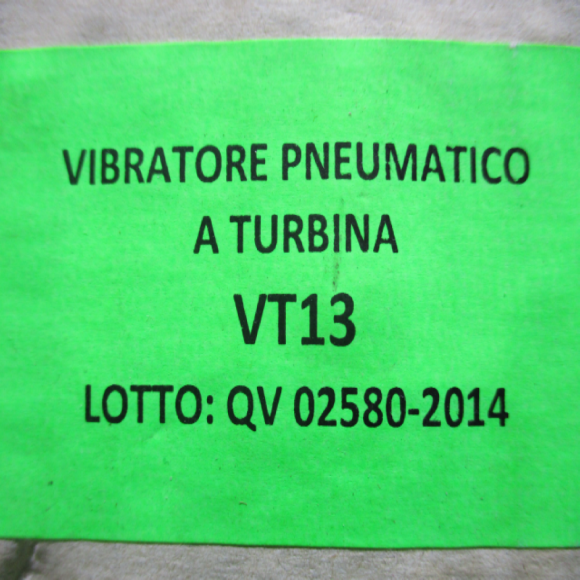 VIBRATORE PNEUMATICO
A TURBINA
VT13
LOTTO: QV 02580-2014